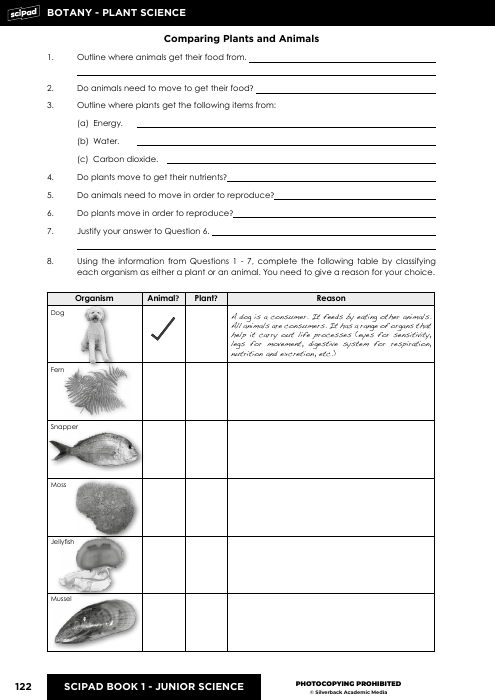 scipad
BOTANY - PLANT SCIENCE
Comparing Plants and Animals
1. Outline where animals get their food from.
2. Do animals need to move to get their food?
3. Outline where plants get the following items from:
(a) Energy.
(b) Water.
(c) Carbon dioxide.
4. Do plants move to get their nutrients?
5. Do animals need to move in order to reproduce?
6. Do plants move in order to reproduce?
7. Justify your answer to Question 6.
8. Using the information from Questions 1 - 7, complete the following table by classifying
each organism as either a plant or an animal. You need to give a reason for your choice.
Organism Animal? Plant? Reason
Dog
A dog is a consumer. It feeds by eating other animals.
All animals are consumers. It has a range of organs that
help it carry out life processes (eyes for sensitivity,
legs for movement, digestive system for respiration,
nutrition and excretion, etc.)
Fern
Snapper
Moss
Jellyfish
Mussel
122
SCIPAD BOOK 1 - JUNIOR SCIENCE
PHOTOCOPYING PROHIBITED
© Silverback Academic Media